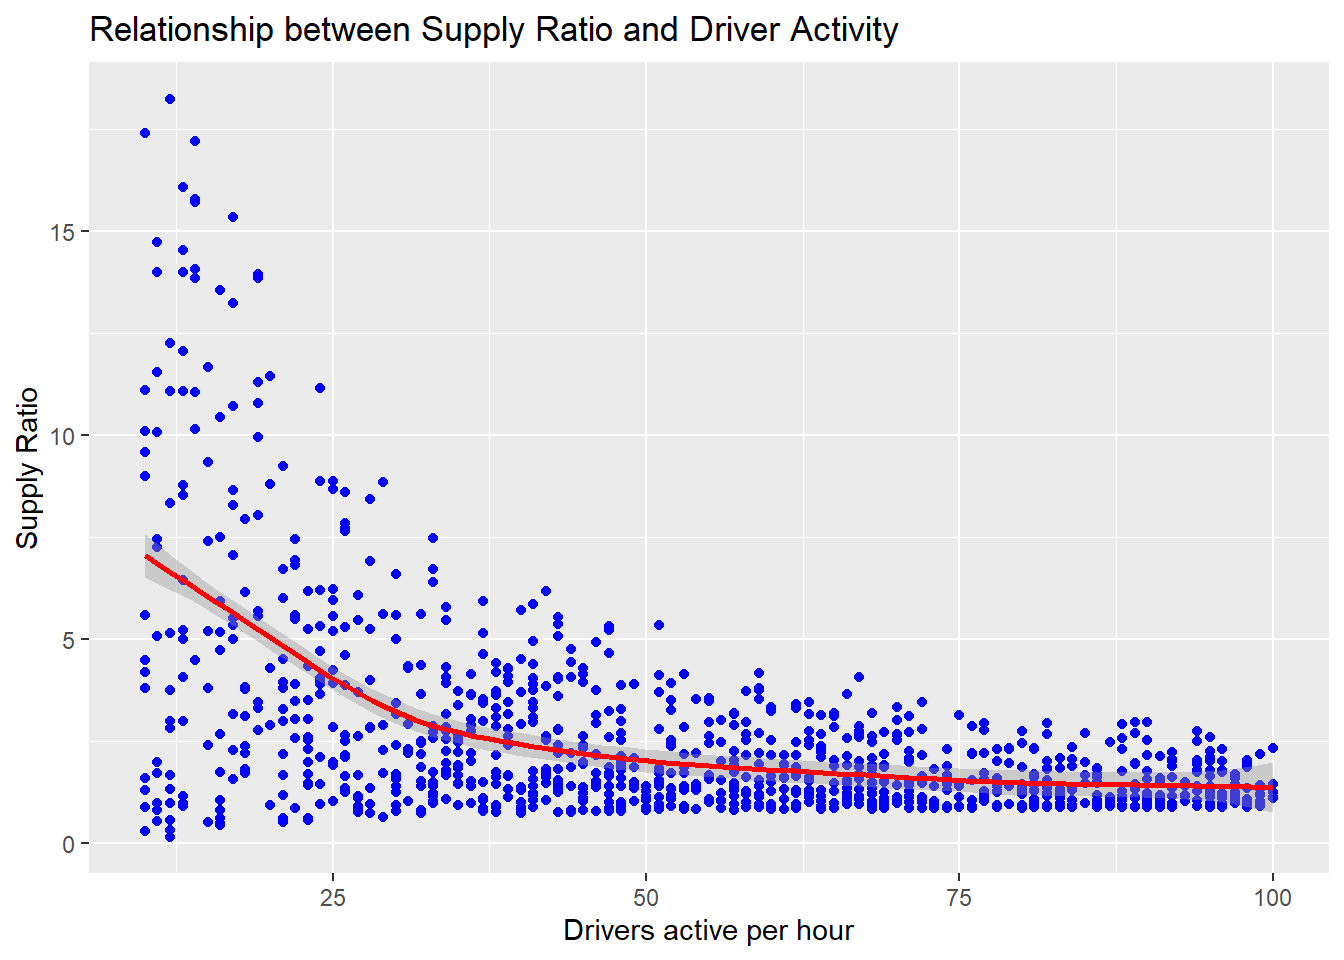 Relationship between Supply Ratio and Driver Activity
Supply Ratio
15
10
5
0
25 50 75 100
Drivers active per hour